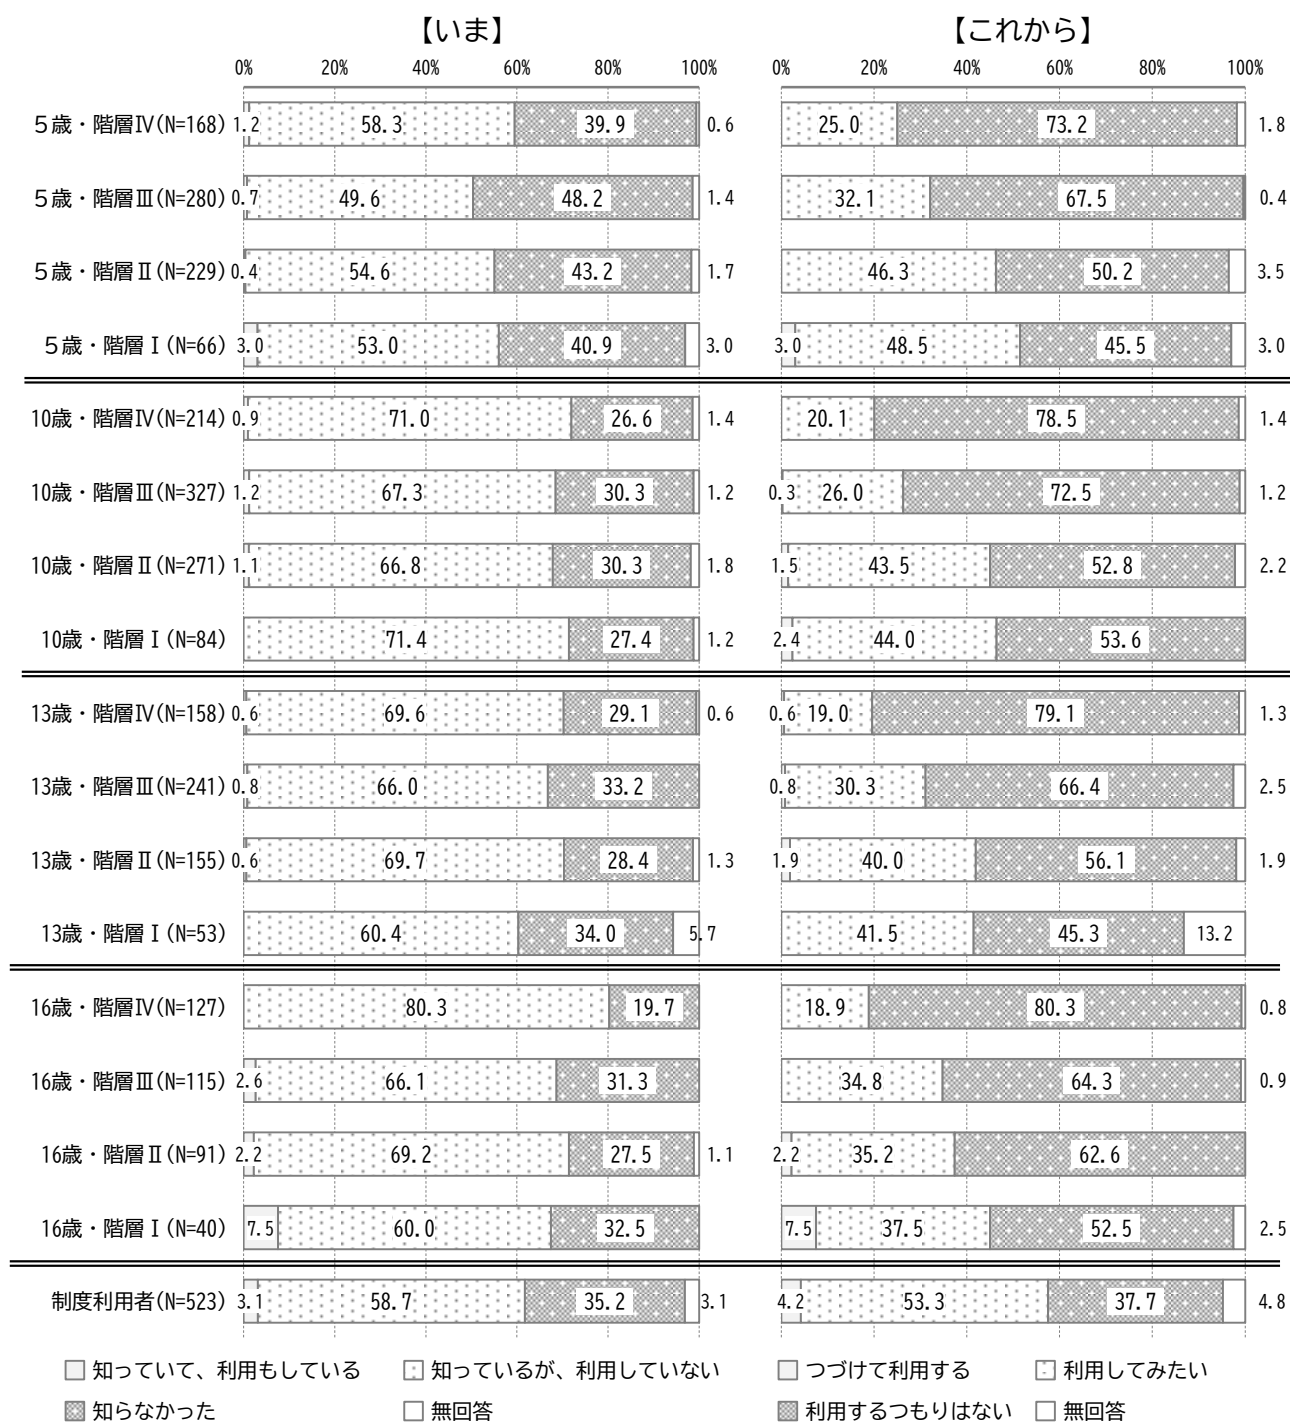 【いま】 【これから】
0% 20% 40% 60% 80% 100% 0% 20% 40% 60% 80% 100%
5歳・階層Ⅳ(N=168) 1.2 58.3 39.9 0.6 25.0 73.2 1.8
5歳・階層Ⅲ(N=280) 0.7 49.6 48.2 1.4 32.1 67.5 0.4
5歳・階層Ⅱ(N=229) 0.4 54.6 43.2 1.7 46.3 50.2 3.5
5歳・階層Ⅰ(N=66) 3.0 53.0 40.9 3.0 3.0 48.5 45.5 3.0
10歳・階層Ⅳ(N=214) 0.9 71.0 26.6 1.4 20.1 78.5 1.4
10歳・階層Ⅲ(N=327) 1.2 67.3 30.3 1.2 0.3 26.0 72.5 1.2
10歳・階層Ⅱ(N=271) 1.1 66.8 30.3 1.8 1.5 43.5 52.8 2.2
10歳・階層Ⅰ(N=84) 71.4 27.4 1.2 2.4 44.0 53.6
13歳・階層Ⅳ(N=158) 0.6 69.6 29.1 0.6 0.6 19.0 79.1 1.3
13歳・階層Ⅲ(N=241) 0.8 66.0 33.2 0.8 30.3 66.4 2.5
13歳・階層Ⅱ(N=155) 0.6 69.7 28.4 1.3 1.9 40.0 56.1 1.9
13歳・階層Ⅰ(N=53) 60.4 34.0 5.7 41.5 45.3 13.2
16歳・階層Ⅳ(N=127) 80.3 19.7 18.9 80.3 0.8
16歳・階層Ⅲ(N=115) 2.6 66.1 31.3 34.8 64.3 0.9
16歳・階層Ⅱ(N=91) 2.2 69.2 27.5 1.1 2.2 35.2 62.6
16歳・階層Ⅰ(N=40) 7.5 60.0 32.5 7.5 37.5 52.5 2.5
制度利用者(N=523) 3.1 58.7 35.2 3.1 4.2 53.3 37.7 4.8
知っていて、利用もしている 知っているが、利用していない つづけて利用する 利用してみたい
知らなかった 無回答 利用するつもりはない 無回答